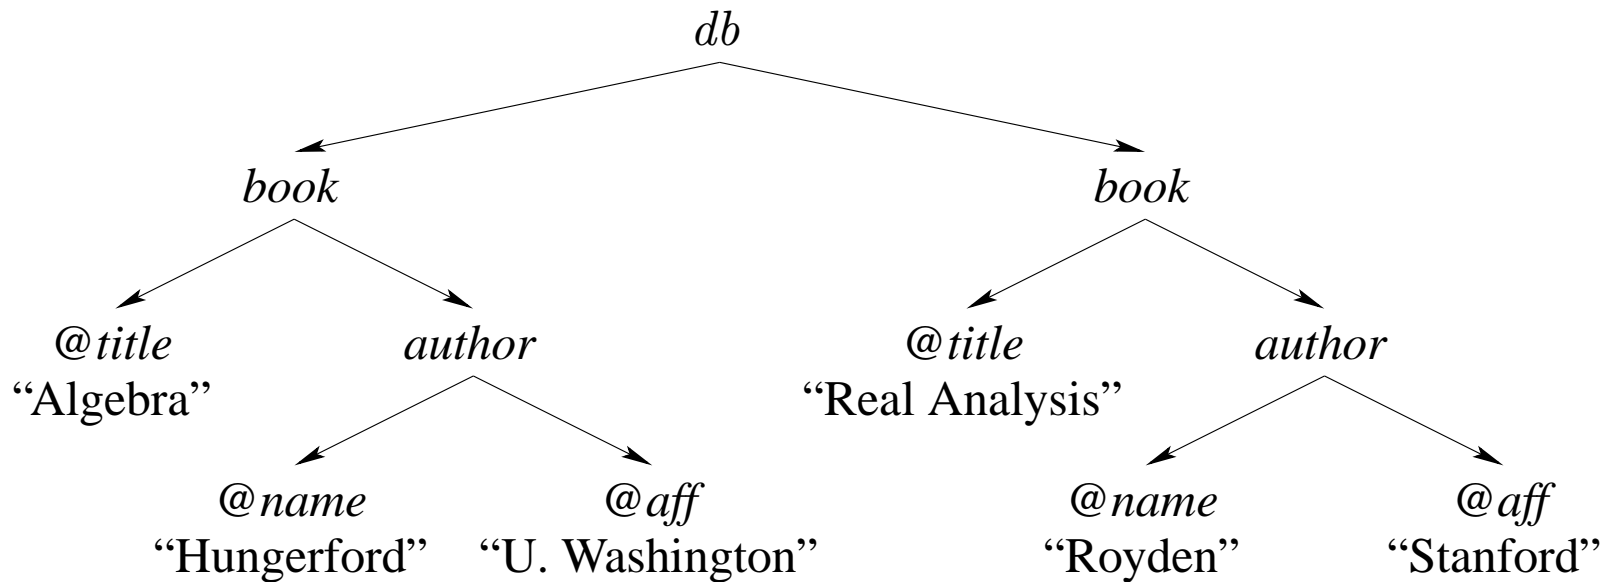 db
book book
@title author @title author
“Algebra” “Real Analysis”
@name @aff @name @aff
“Hungerford” “U. Washington” “Royden” “Stanford”